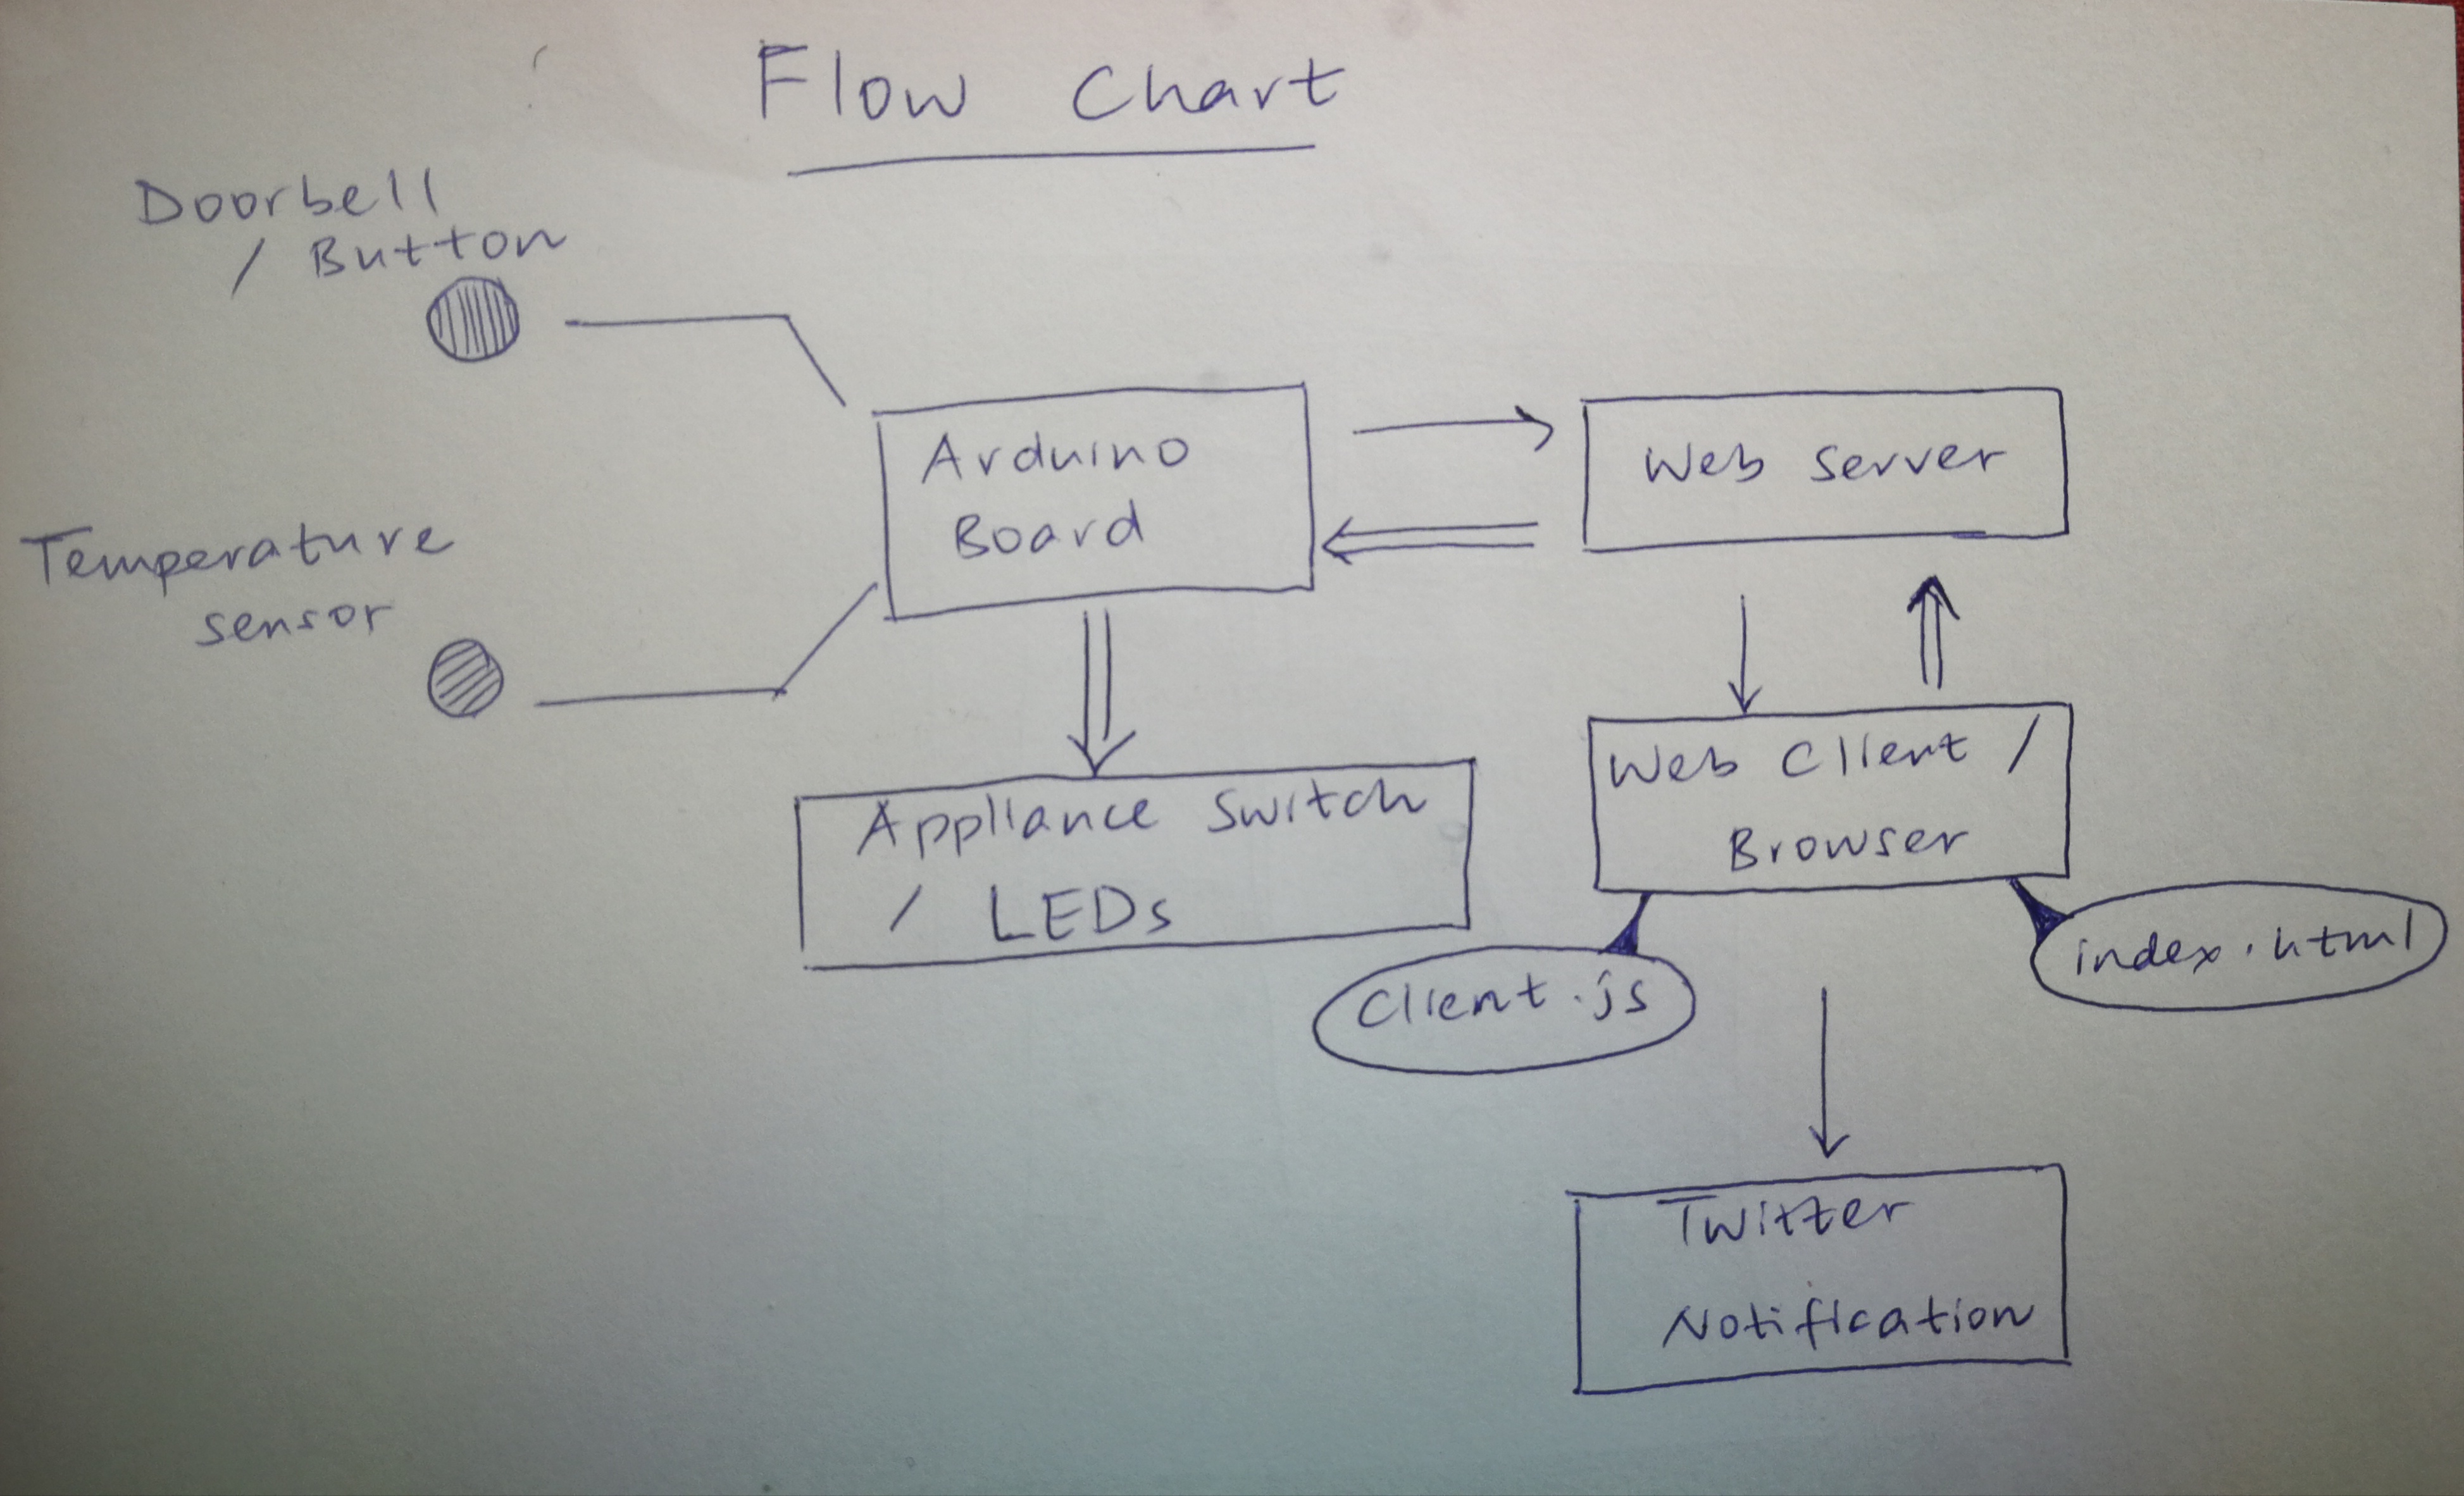 Flow Chart
Doorbell
/ Button
Temperature
sensor
Arduino
Board
Web Server
Appliance Switch
/ LEDs
Web Client /
Browser
Client.js
index.html
Twitter
Notification